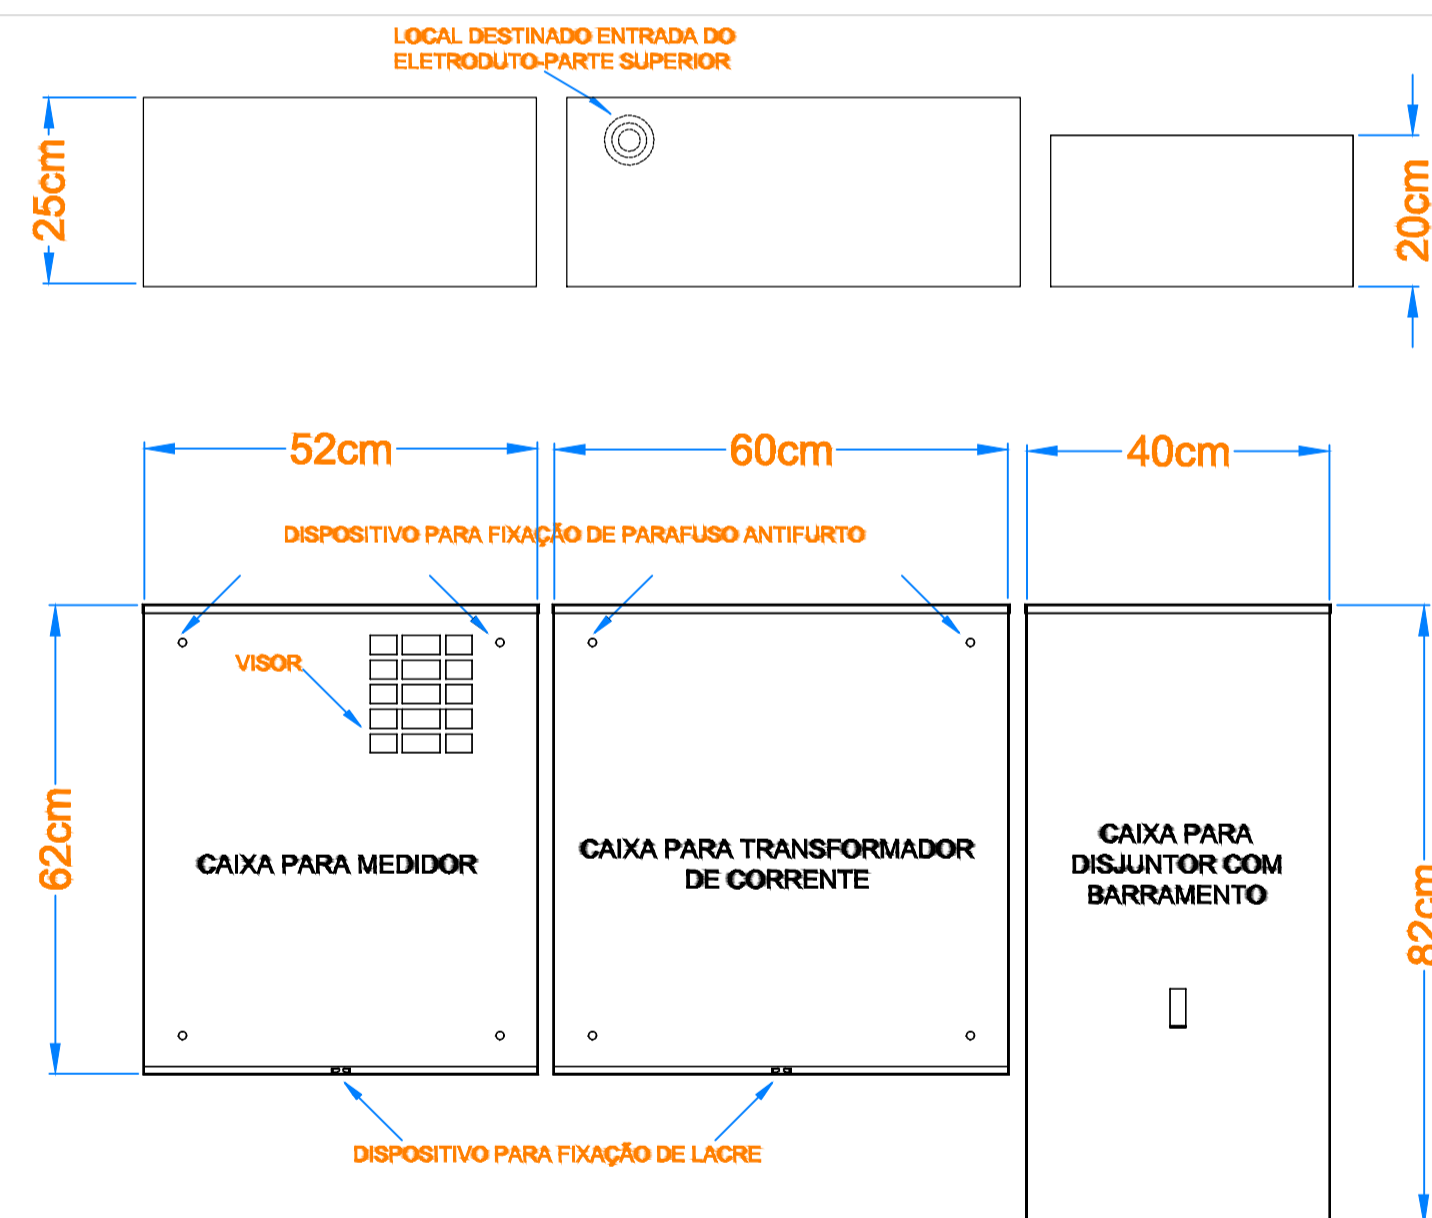 LOCAL DESTINADO ENTRADA DO
ELETRODUTO-PARTE SUPERIOR
25cm
20cm
52cm
60cm
40cm
DISPOSITIVO PARA FIXAÇÃO DE PARAFUSO ANTIFURTO
VISOR
62cm
CAIXA PARA MEDIDOR
CAIXA PARA TRANSFORMADOR
DE CORRENTE
CAIXA PARA
DISJUNTOR COM
BARRAMENTO
82cm
DISPOSITIVO PARA FIXAÇÃO DE LACRE